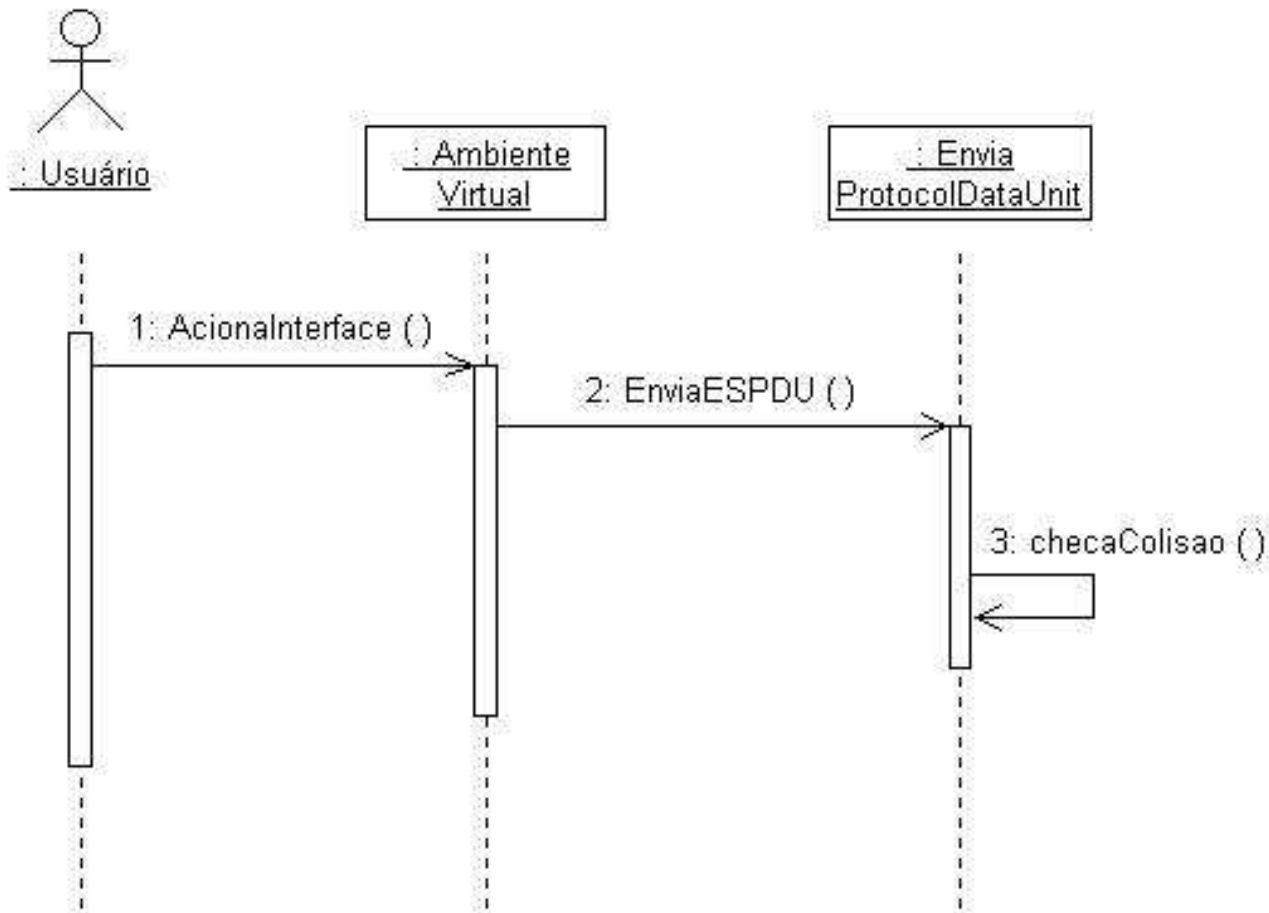 : Usuário
: Ambiente
Virtual
: Envia
ProtocolDataUnit
1: AcionaInterface ( )
2: EnviaESPDU ( )
3: checaColisao ( )